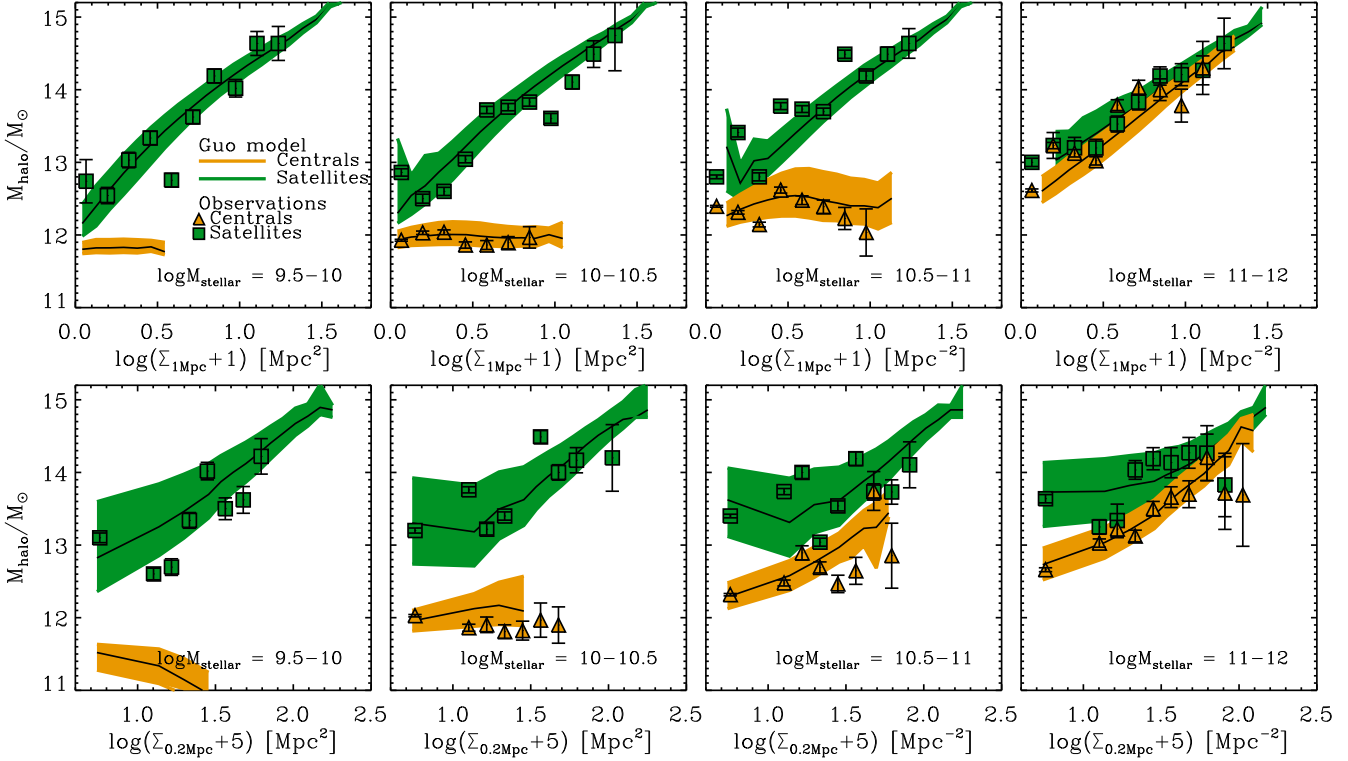 15
14
13
12
11
M_halo/M_⊙
Guo model
Centrals
Satellites
Observations
Centrals
Satellites
logM_stellar = 9.5−10
logM_stellar = 10−10.5
logM_stellar = 10.5−11
logM_stellar = 11−12
0.0 0.5 1.0 1.5
0.0 0.5 1.0 1.5
0.0 0.5 1.0 1.5
0.0 0.5 1.0 1.5
log(Σ_1Mpc+1) [Mpc²]
log(Σ_1Mpc+1) [Mpc²]
log(Σ_1Mpc+1) [Mpc⁻²]
log(Σ_1Mpc+1) [Mpc⁻²]
15
14
13
12
11
M_halo/M_⊙
logM_stellar = 9.5−10
logM_stellar = 10−10.5
logM_stellar = 10.5−11
logM_stellar = 11−12
1.0 1.5 2.0 2.5
1.0 1.5 2.0 2.5
1.0 1.5 2.0 2.5
1.0 1.5 2.0 2.5
log(Σ_0.2Mpc+5) [Mpc²]
log(Σ_0.2Mpc+5) [Mpc²]
log(Σ_0.2Mpc+5) [Mpc⁻²]
log(Σ_0.2Mpc+5) [Mpc⁻²]